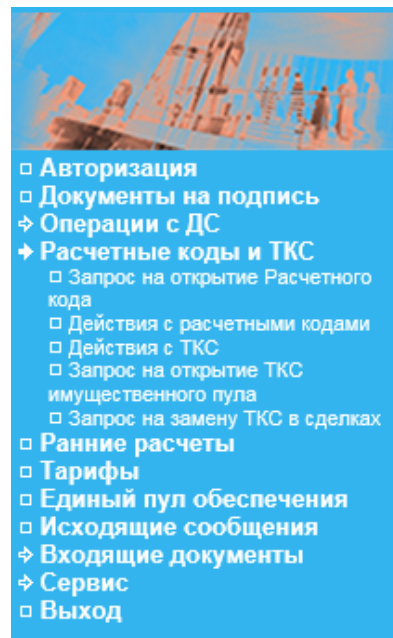 Авторизация
Документы на подпись
Операции с ДС
Расчетные коды и ТКС
Запрос на открытие Расчетного
кода
Действия с расчетными кодами
Действия с ТКС
Запрос на открытие ТКС
имущественного пула
Запрос на замену ТКС в сделках
Ранние расчеты
Тарифы
Единый пул обеспечения
Исходящие сообщения
Входящие документы
Сервис
Выход